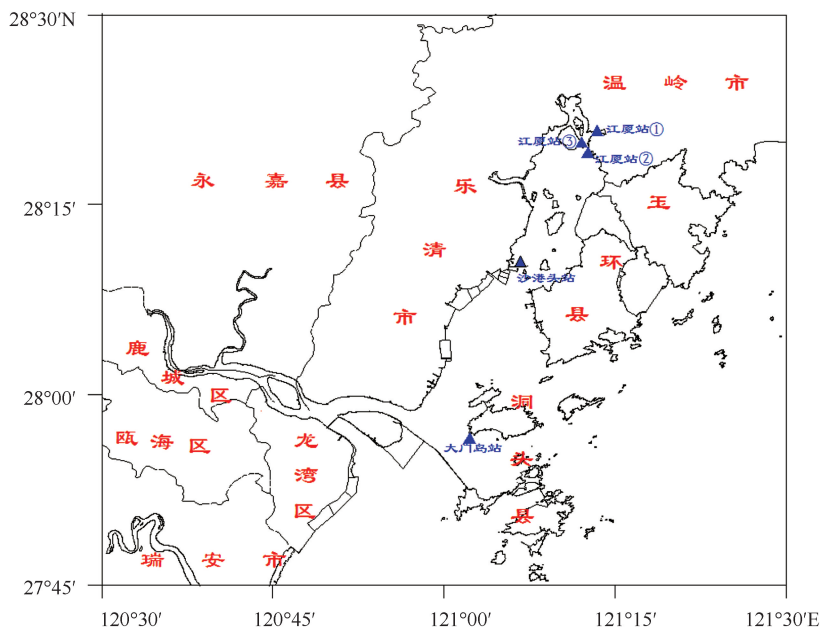 28°30′N
温岭市
江厦站①
江厦站③
江厦站②
永嘉县
乐清市
28°15′
玉环县
沙港头站
鹿城区
28°00′
洞头县
大门岛站
瓯海区
龙湾区
瑞安市
27°45′
120°30′
120°45′
121°00′
121°15′
121°30′E